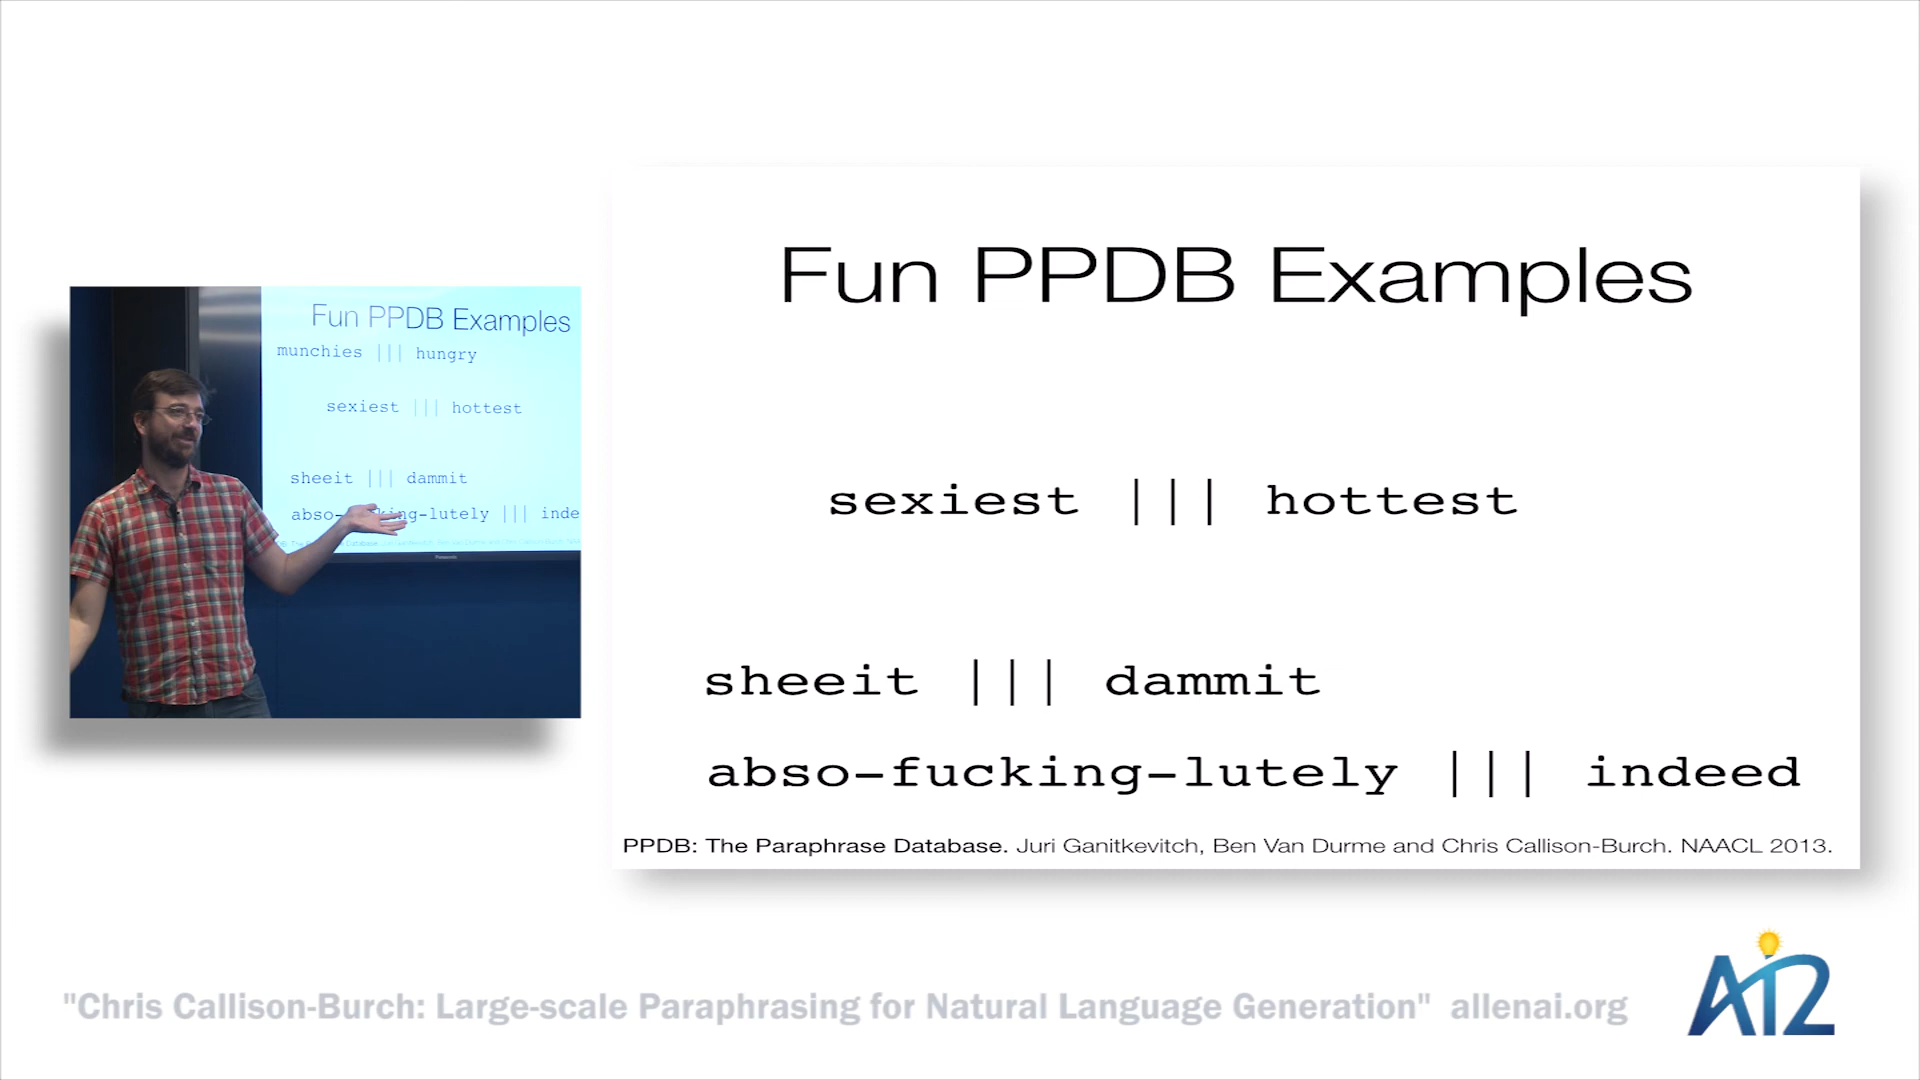 Fun PPDB Examples
munchies ||| hungry
sexiest ||| hottest
sheeit ||| dammit
abso- king-lutely ||| inde
Fun PPDB Examples
sexiest ||| hottest
sheeit ||| dammit
abso-fucking-lutely ||| indeed
PPDB: The Paraphrase Database. Juri Ganitkevitch, Ben Van Durme and Chris Callison-Burch. NAACL 2013.
"Chris Callison-Burch: Large-scale Paraphrasing for Natural Language Generation" allenai.org
AI2